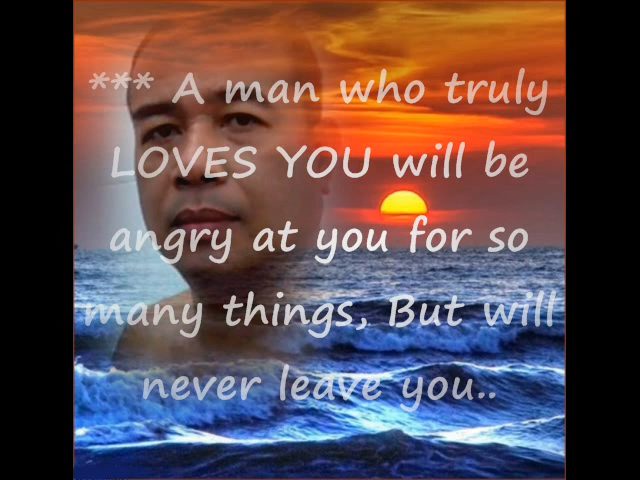 *** A man who truly
LOVES YOU will be
angry at you for so
many things, But will
never leave you..